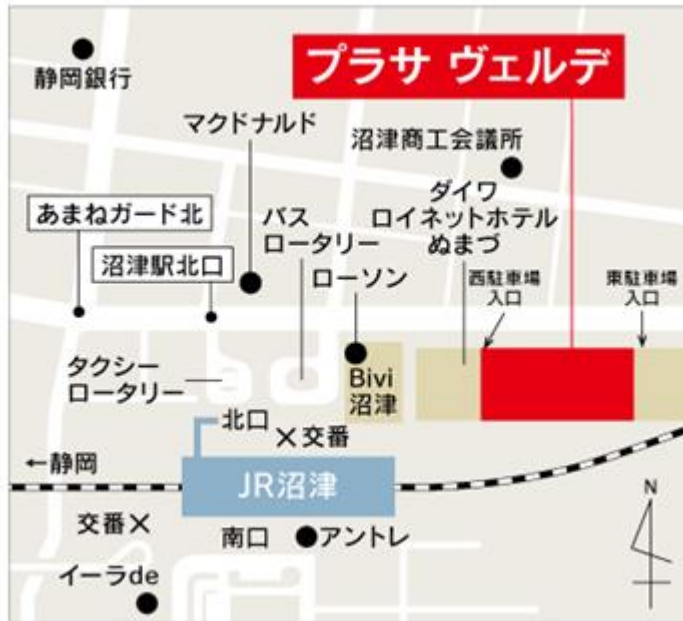 プラサ ヴェルデ
静岡銀行
マクドナルド
沼津商工会議所
ダイワ
ロイネットホテル
ぬまづ
あまねガード北
バス
ロータリー
沼津駅北口
ローソン
西駐車場
入口
東駐車場
入口
タクシー
ロータリー
Bivi
沼津
北口
×交番
←静岡
JR沼津
N
交番×
南口
アントレ
イーラde